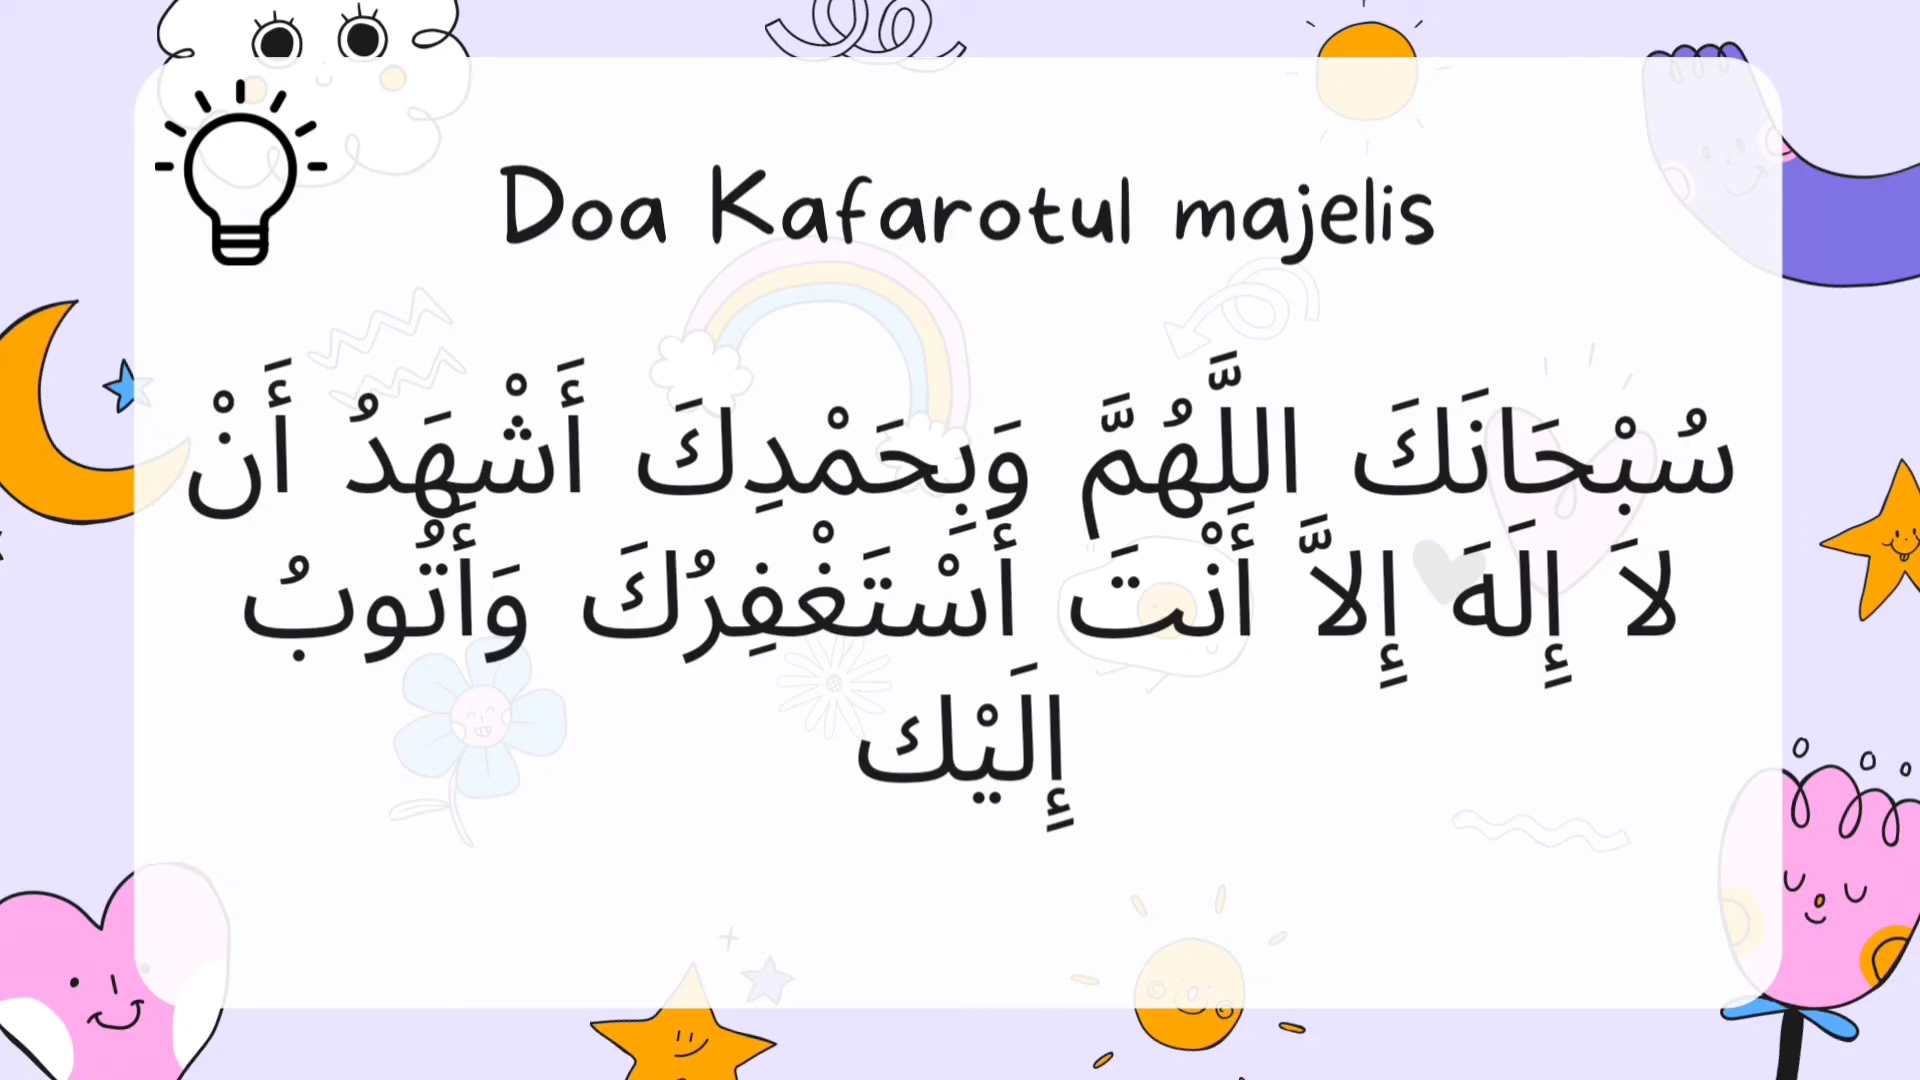 Doa Kafarotul majelis
سُبْحَانَكَ اللَّهُمَّ وَبِحَمْدِكَ أَشْهَدُ أَنْ
لاَ إِلَهَ إِلاَّ أَنْتَ أَسْتَغْفِرُكَ وَأَتُوبُ
إِلَيْك